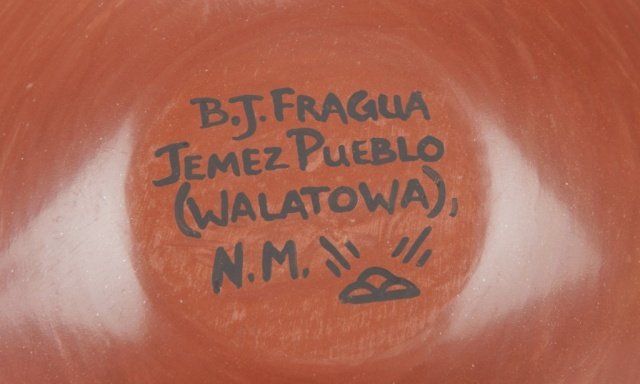 B.J. FRAGUA
JEMEZ PUEBLO
(WALATOWA),
N.M.